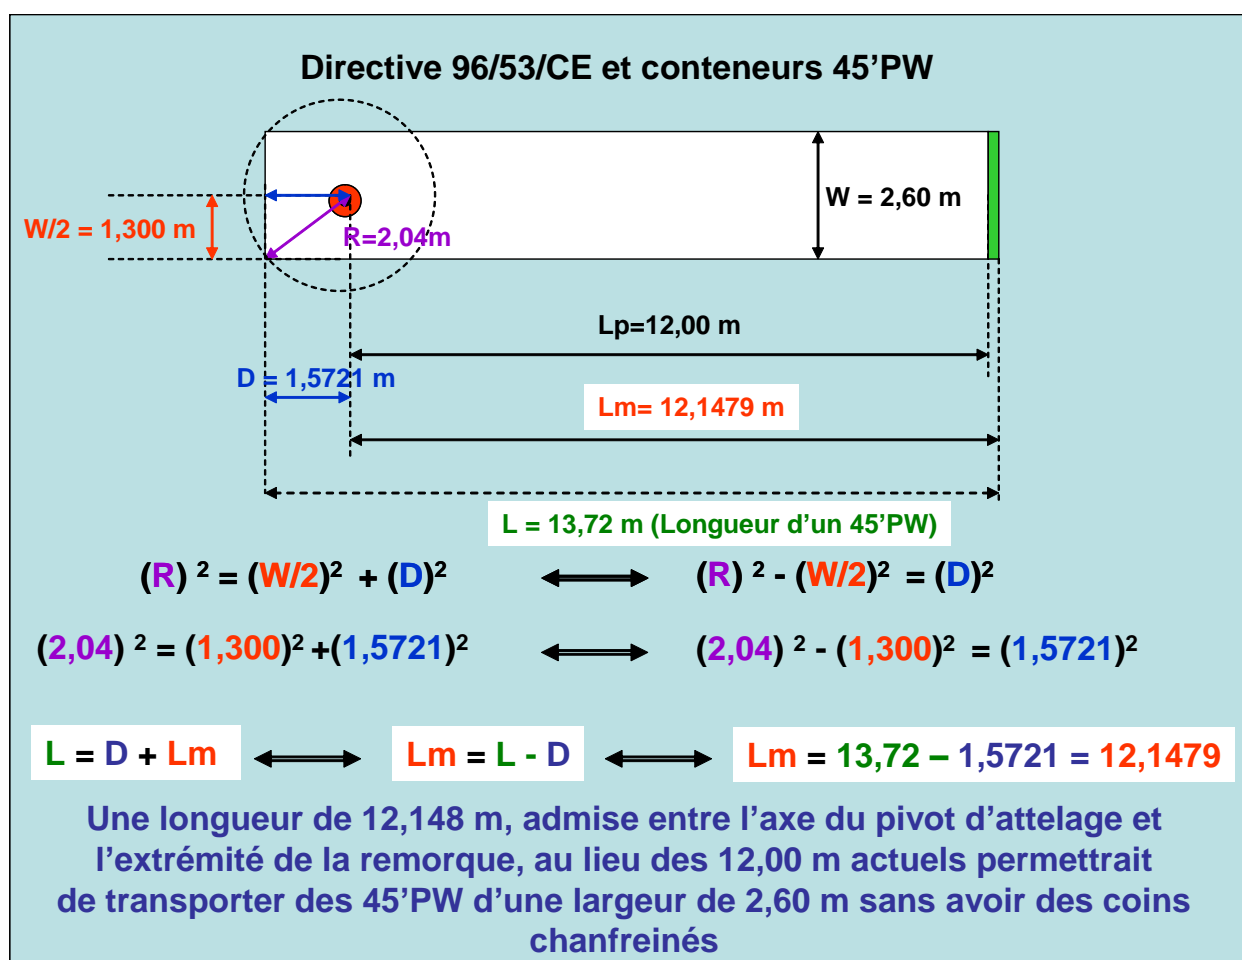 Directive 96/53/CE et conteneurs 45’PW
W = 2,60 m
W/2 = 1,300 m
R=2,04m
Lp=12,00 m
D = 1,5721 m
Lm= 12,1479 m
L = 13,72 m (Longueur d’un 45’PW)
(R) ² = (W/2)² + (D)² (R) ² - (W/2)² = (D)²
(2,04) ² = (1,300)² +(1,5721)² (2,04) ² - (1,300)² = (1,5721)²
L = D + Lm Lm = L - D Lm = 13,72 – 1,5721 = 12,1479
Une longueur de 12,148 m, admise entre l’axe du pivot d’attelage et
l’extrémité de la remorque, au lieu des 12,00 m actuels permettrait
de transporter des 45’PW d’une largeur de 2,60 m sans avoir des coins
chanfreinés